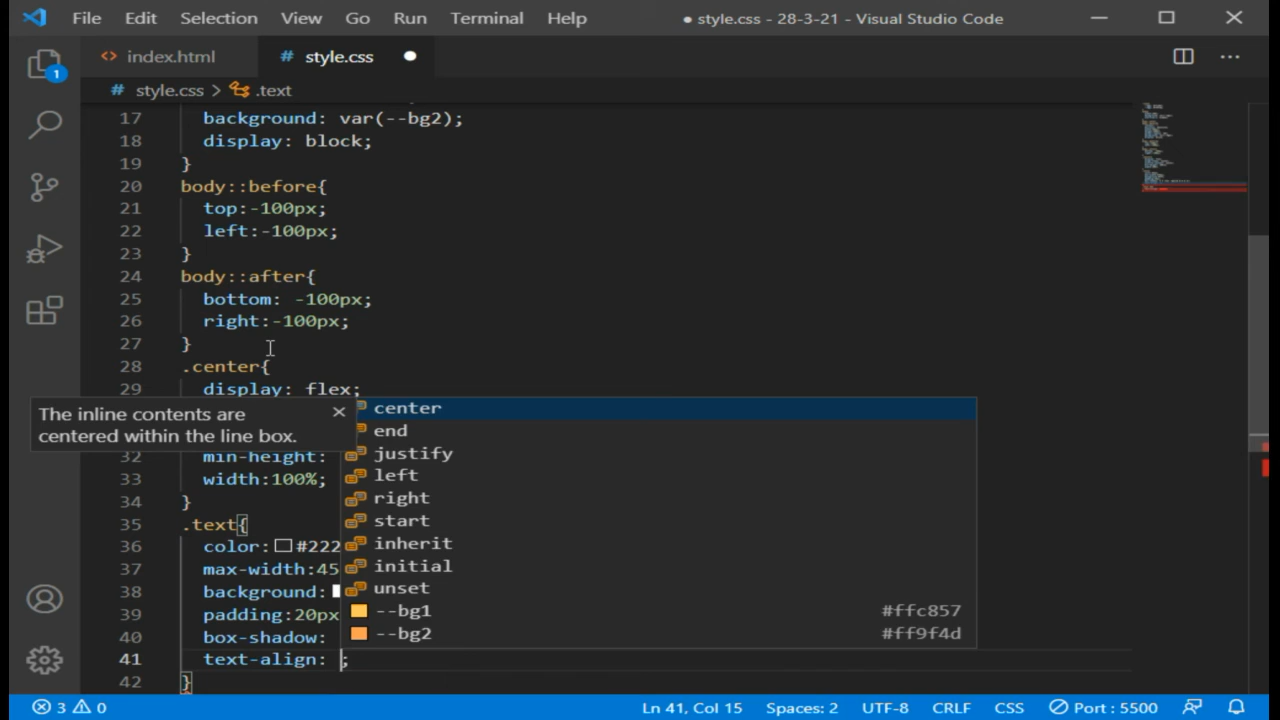 File Edit Selection View Go Run Terminal Help ● style.css - 28-3-21 - Visual Studio Code
<> index.html # style.css ●
# style.css > .text
1
17 background: var(--bg2);
18 display: block;
19 }
20 body::before{
21 top:-100px;
22 left:-100px;
23 }
24 body::after{
25 bottom: -100px;
26 right:-100px;
27 }
28 .center{
29 display: flex;
The inline contents are
centered within the line box.
center
end
justify
left
right
start
inherit
initial
unset
--bg1 #ffc857
--bg2 #ff9f4d
32 min-height:
33 width:100%;
34 }
35 .text{
36 color: #222
37 max-width:45
38 background:
39 padding:20px
40 box-shadow:
41 text-align: ;
42 }
3 0 Ln 41, Col 15 Spaces: 2 UTF-8 CRLF CSS Port : 5500